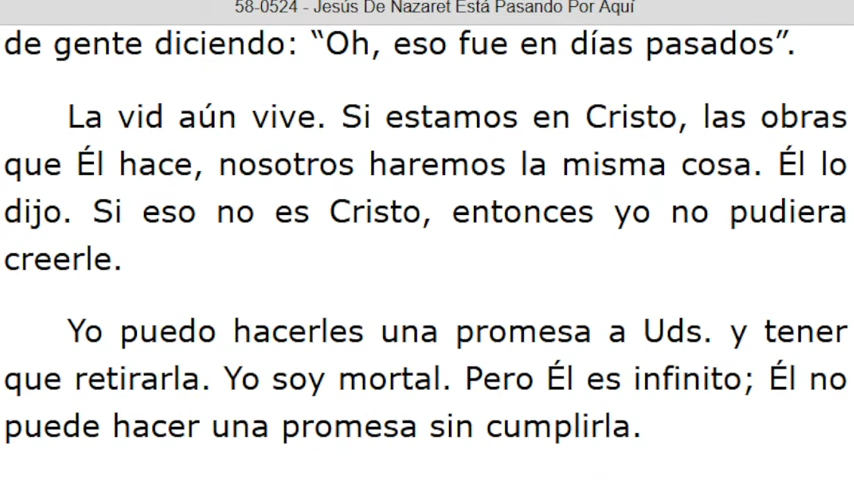 58-0524 - Jesús De Nazaret Está Pasando Por Aquí
de gente diciendo: “Oh, eso fue en días pasados”.
La vid aún vive. Si estamos en Cristo, las obras
que Él hace, nosotros haremos la misma cosa. Él lo
dijo. Si eso no es Cristo, entonces yo no pudiera
creerle.
Yo puedo hacerles una promesa a Uds. y tener
que retirarla. Yo soy mortal. Pero Él es infinito; Él no
puede hacer una promesa sin cumplirla.